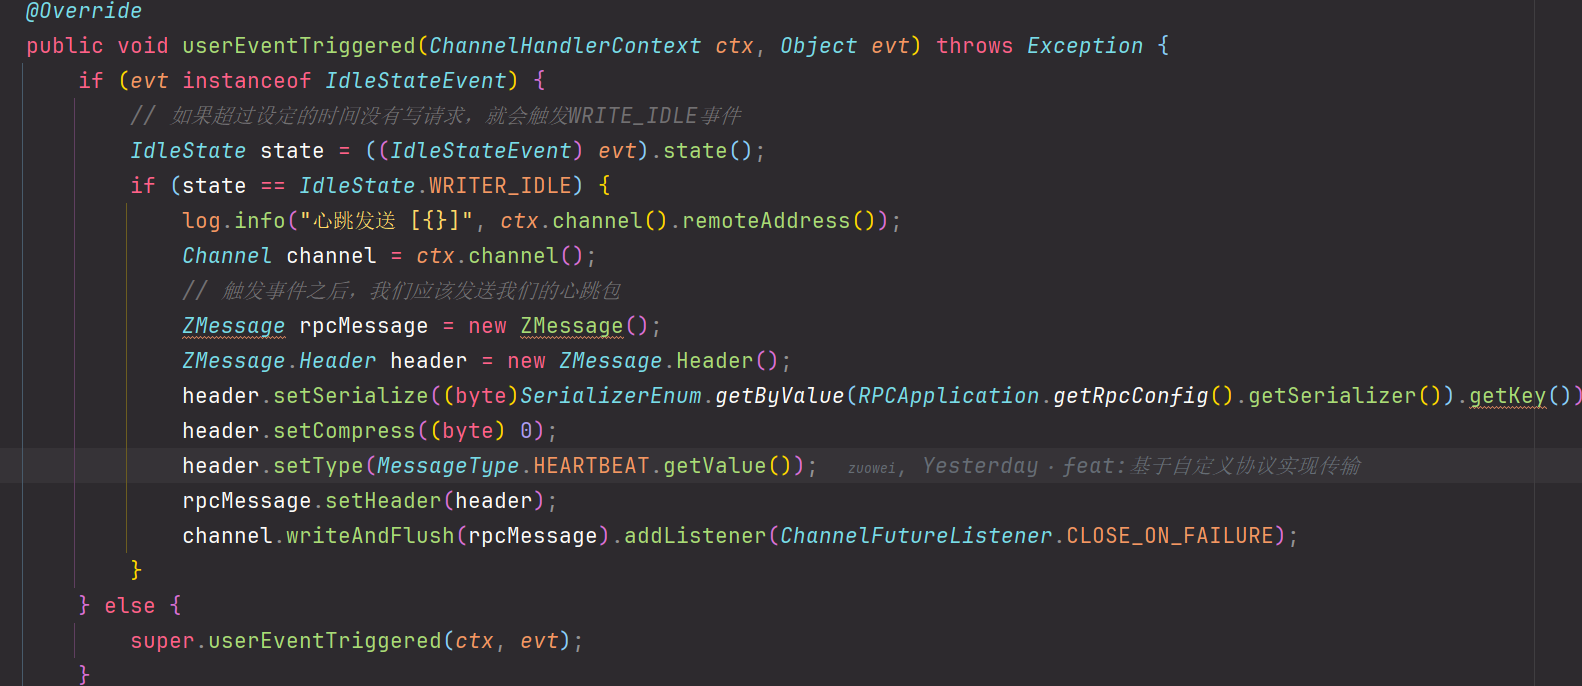 @Override
public void userEventTriggered(ChannelHandlerContext ctx, Object evt) throws Exception {
if (evt instanceof IdleStateEvent) {
// 如果超过设定的时间没有写请求，就会触发WRITE_IDLE事件
IdleState state = ((IdleStateEvent) evt).state();
if (state == IdleState.WRITER_IDLE) {
log.info("心跳发送 [{}]", ctx.channel().remoteAddress());
Channel channel = ctx.channel();
// 触发事件之后，我们应该发送我们的心跳包
ZMessage rpcMessage = new ZMessage();
ZMessage.Header header = new ZMessage.Header();
header.setSerialize((byte)SerializerEnum.getByValue(RPCApplication.getRpcConfig().getSerializer()).getKey())
header.setCompress((byte) 0);
header.setType(MessageType.HEARTBEAT.getValue()); zuowei, Yesterday · feat:基于自定义协议实现传输
rpcMessage.setHeader(header);
channel.writeAndFlush(rpcMessage).addListener(ChannelFutureListener.CLOSE_ON_FAILURE);
}
} else {
super.userEventTriggered(ctx, evt);
}